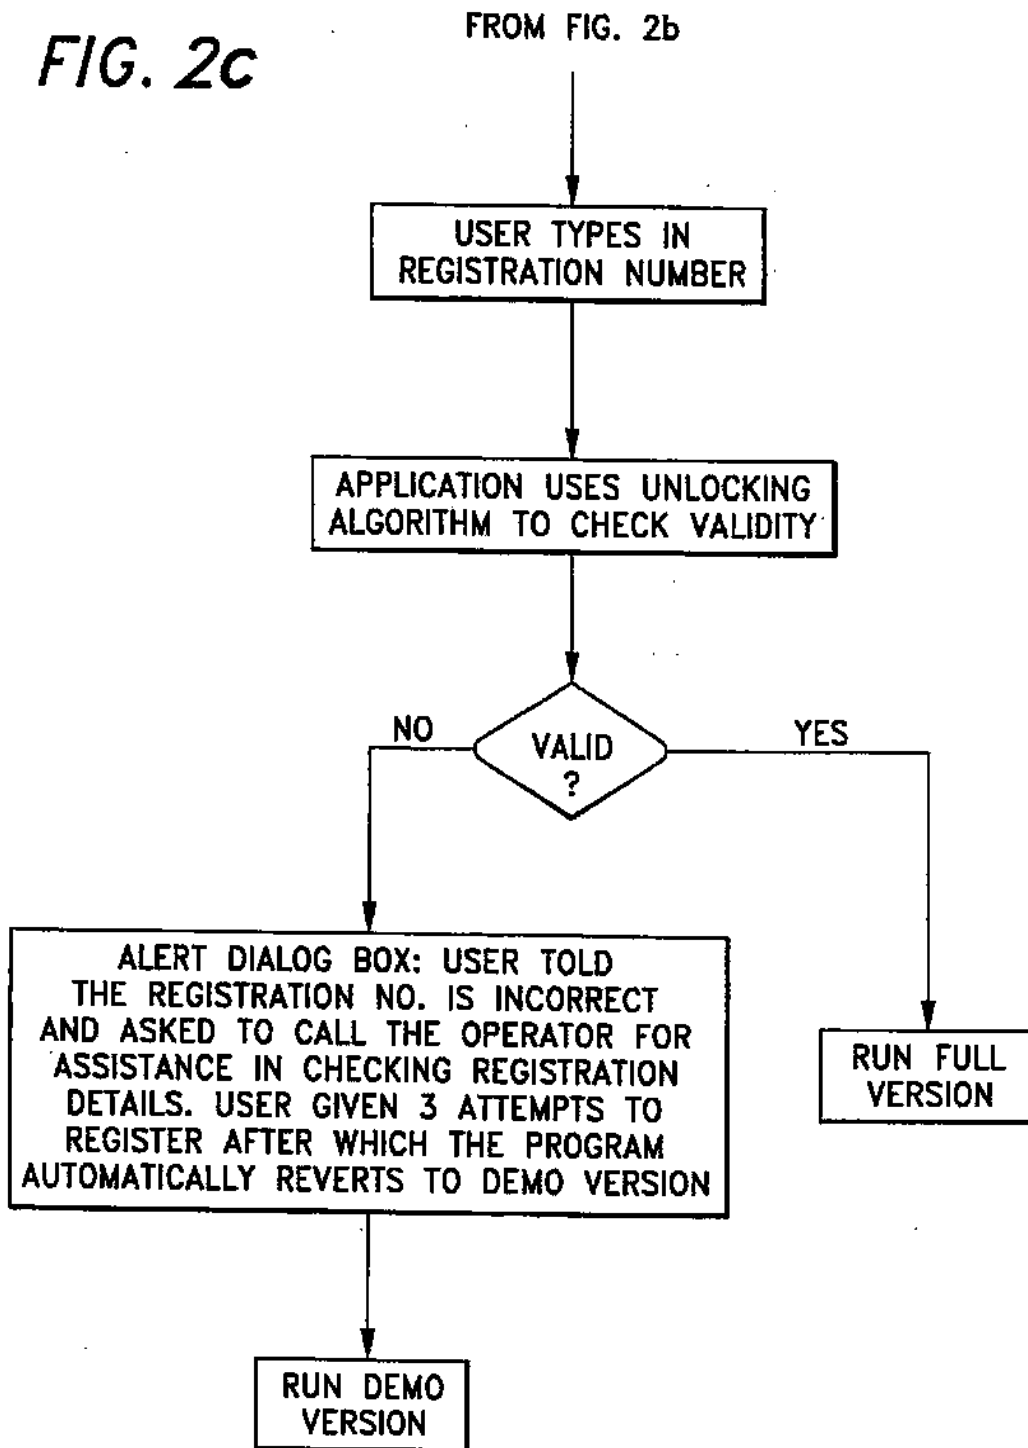 FIG. 2c
FROM FIG. 2b
USER TYPES IN
REGISTRATION NUMBER
APPLICATION USES UNLOCKING
ALGORITHM TO CHECK VALIDITY
VALID
?
NO
YES
ALERT DIALOG BOX: USER TOLD
THE REGISTRATION NO. IS INCORRECT
AND ASKED TO CALL THE OPERATOR FOR
ASSISTANCE IN CHECKING REGISTRATION
DETAILS. USER GIVEN 3 ATTEMPTS TO
REGISTER AFTER WHICH THE PROGRAM
AUTOMATICALLY REVERTS TO DEMO VERSION
RUN FULL
VERSION
RUN DEMO
VERSION